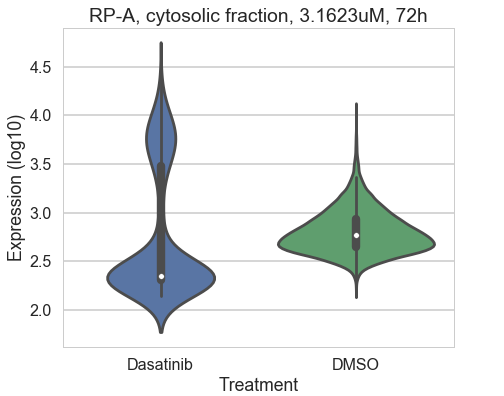 RP-A, cytosolic fraction, 3.1623uM, 72h
Expression (log10)
4.5
4.0
3.5
3.0
2.5
2.0
Dasatinib
DMSO
Treatment